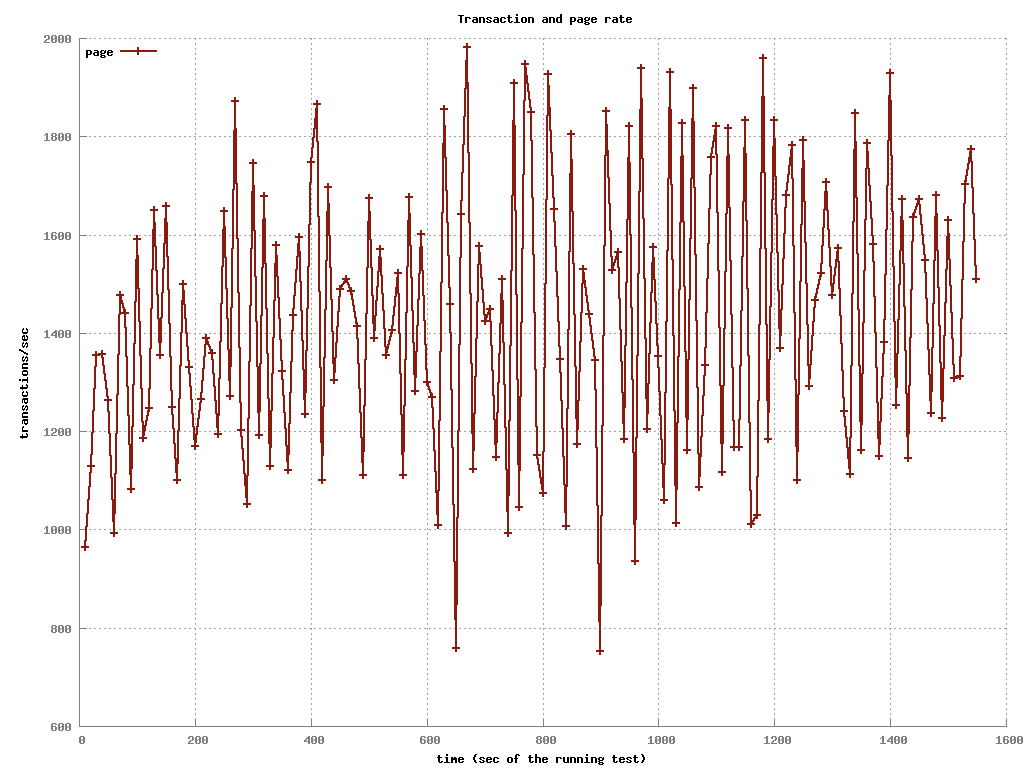 Transaction and page rate
page
2000
1800
1600
1400
1200
1000
800
600
transactions/sec
0 200 400 600 800 1000 1200 1400 1600
time (sec of the running test)